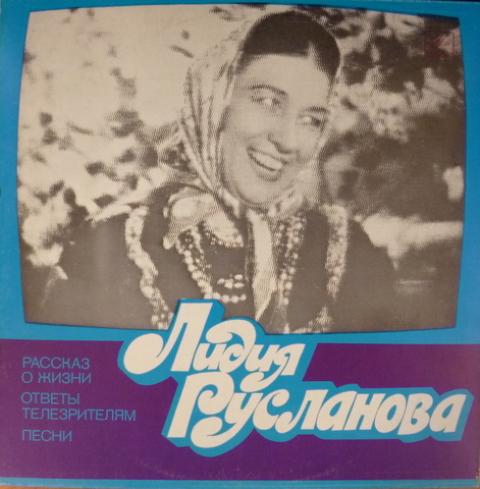 Лидия
Русланова
РАССКАЗ
О ЖИЗНИ
ОТВЕТЫ
ТЕЛЕЗРИТЕЛЯМ
ПЕСНИ